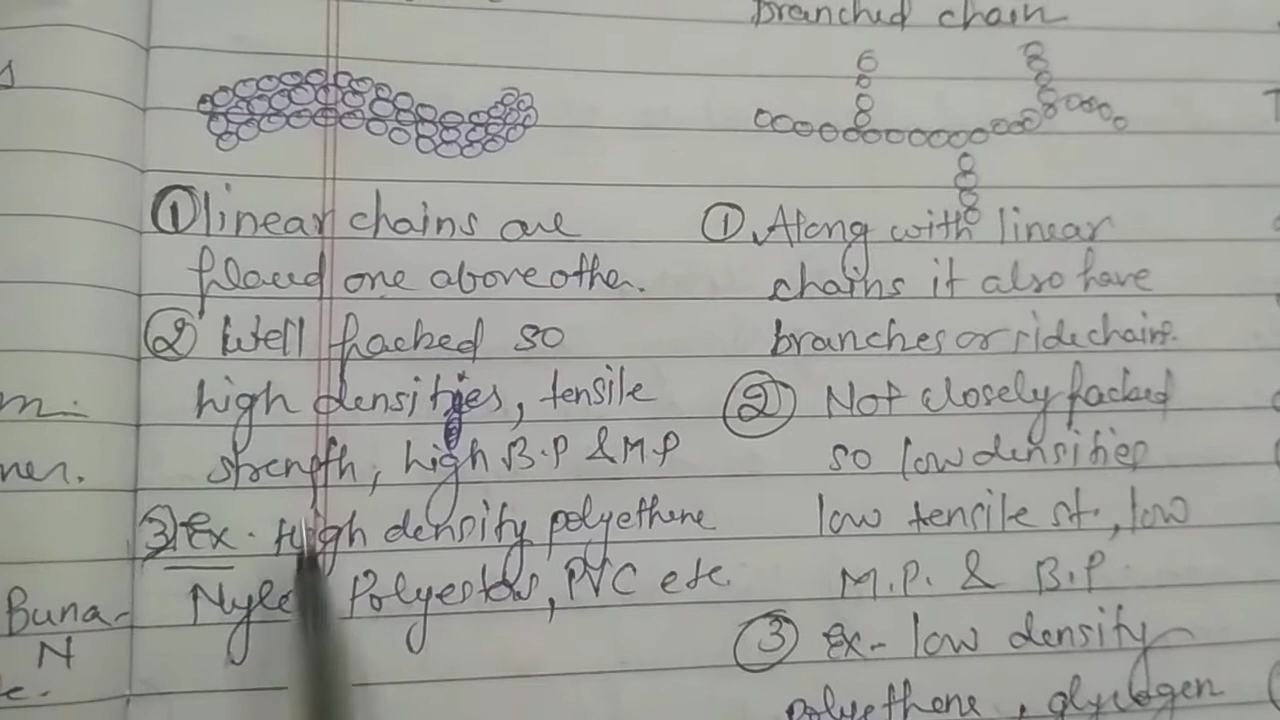 branched chain
① linear chains are
placed one above other.
② Well packed so
high densities, tensile
strength, high B.P & M.P
③ Ex. High density polyethene
Polyester, PVC etc
① Along with linear
chains it also have
branches or side chains.
② Not closely packed
so low densities
low tensile st., low
M.P. & B.P.
③ Ex- low density
polyethene, glycogen
m.
ner.
Buna-
N
e.